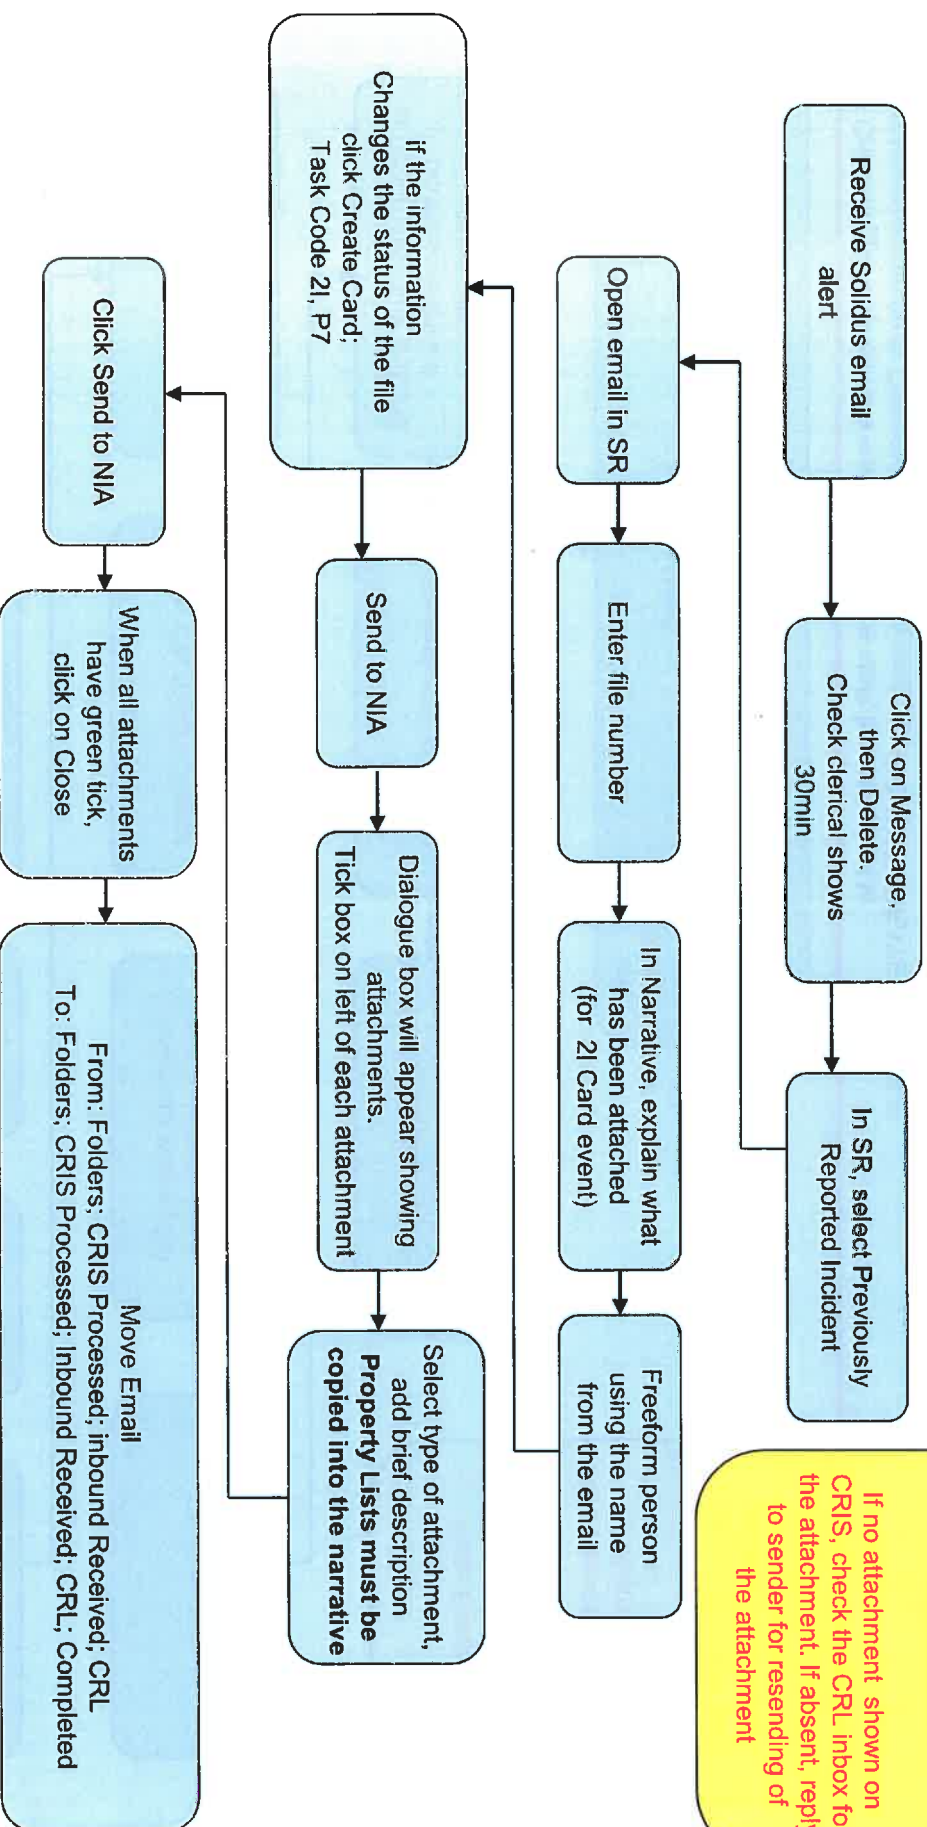 Receive Solidus email
alert
Click on Message,
then Delete.
Check clerical shows
30min
In SR, select Previously
Reported Incident
If no attachment shown on
CRIS, check the CRL inbox fo
the attachment. If absent, reply
to sender for resending of
the attachment
Open email in SR
Enter file number
In Narrative, explain what
has been attached
(for 2I Card event)
Freeform person
using the name
from the email
if the information
Changes the status of the file
click Create Card;
Task Code 2I, P7
Send to NIA
Dialogue box will appear showing
attachments.
Tick box on left of each attachment
Select type of attachment,
add brief description
Property Lists must be
copied into the narrative
Click Send to NIA
When all attachments
have green tick,
click on Close
Move Email
From: Folders; CRIS Processed; inbound Received; CRL
To: Folders; CRIS Processed; Inbound Received; CRL; Completed